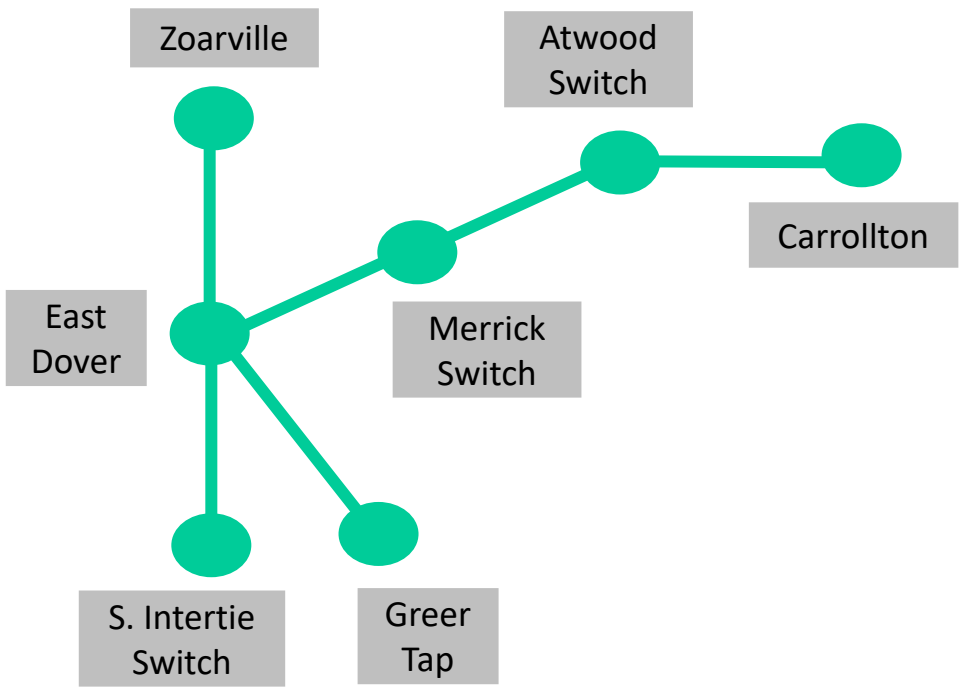 Zoarville
Atwood
Switch
Carrollton
East
Dover
Merrick
Switch
S. Intertie
Switch
Greer
Tap